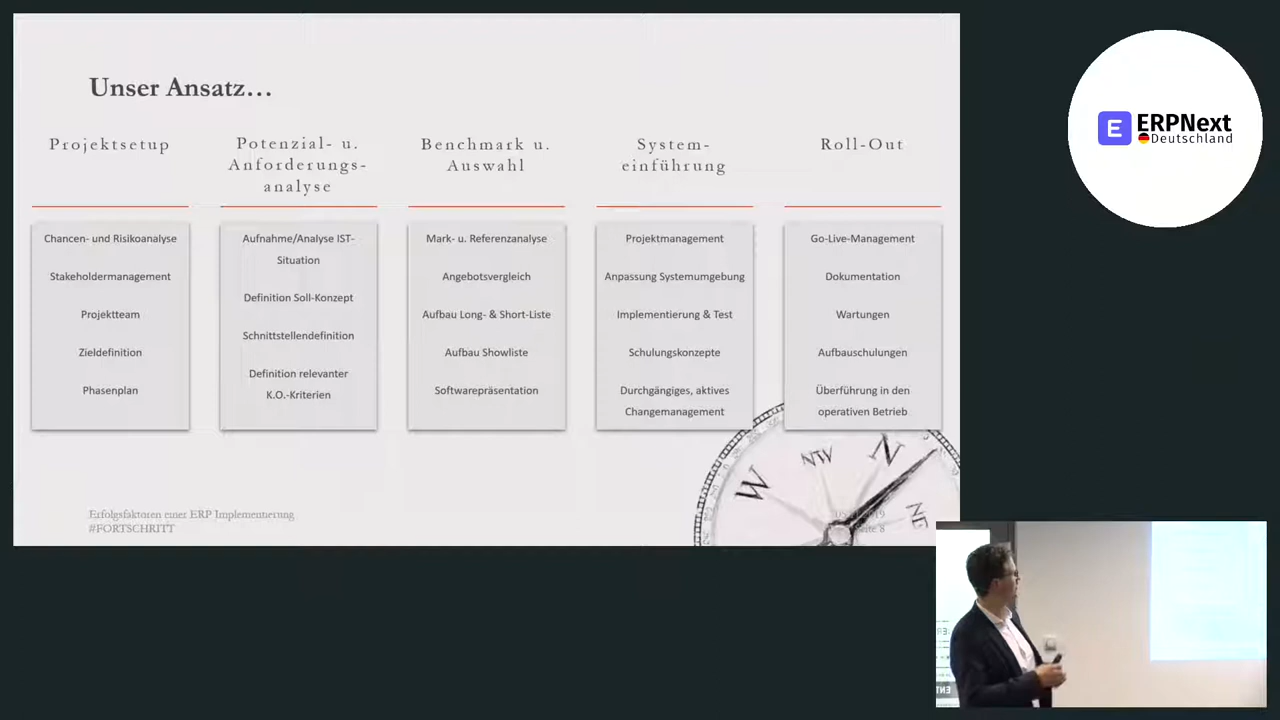 Unser Ansatz…
Projektsetup
Chancen- und Risikoanalyse
Stakeholdermanagement
Projektteam
Zieldefinition
Phasenplan
Potenzial- u.
Anforderungs-
analyse
Aufnahme/Analyse IST-
Situation
Definition Soll-Konzept
Schnittstellendefinition
Definition relevanter
K.O.-Kriterien
Benchmark u.
Auswahl
Mark- u. Referenzanalyse
Angebotsvergleich
Aufbau Long- & Short-Liste
Aufbau Showliste
Softwarepräsentation
System-
einführung
Projektmanagement
Anpassung Systemumgebung
Implementierung & Test
Schulungskonzepte
Durchgängiges, aktives
Changemanagement
Roll-Out
Go-Live-Management
Dokumentation
Wartungen
Aufbauschulungen
Überführung in den
operativen Betrieb
W
NW
N
NE
Erfolgsfaktoren einer ERP Implementierung
#FORTSCHRITT
8
E ERPNext
Deutschland